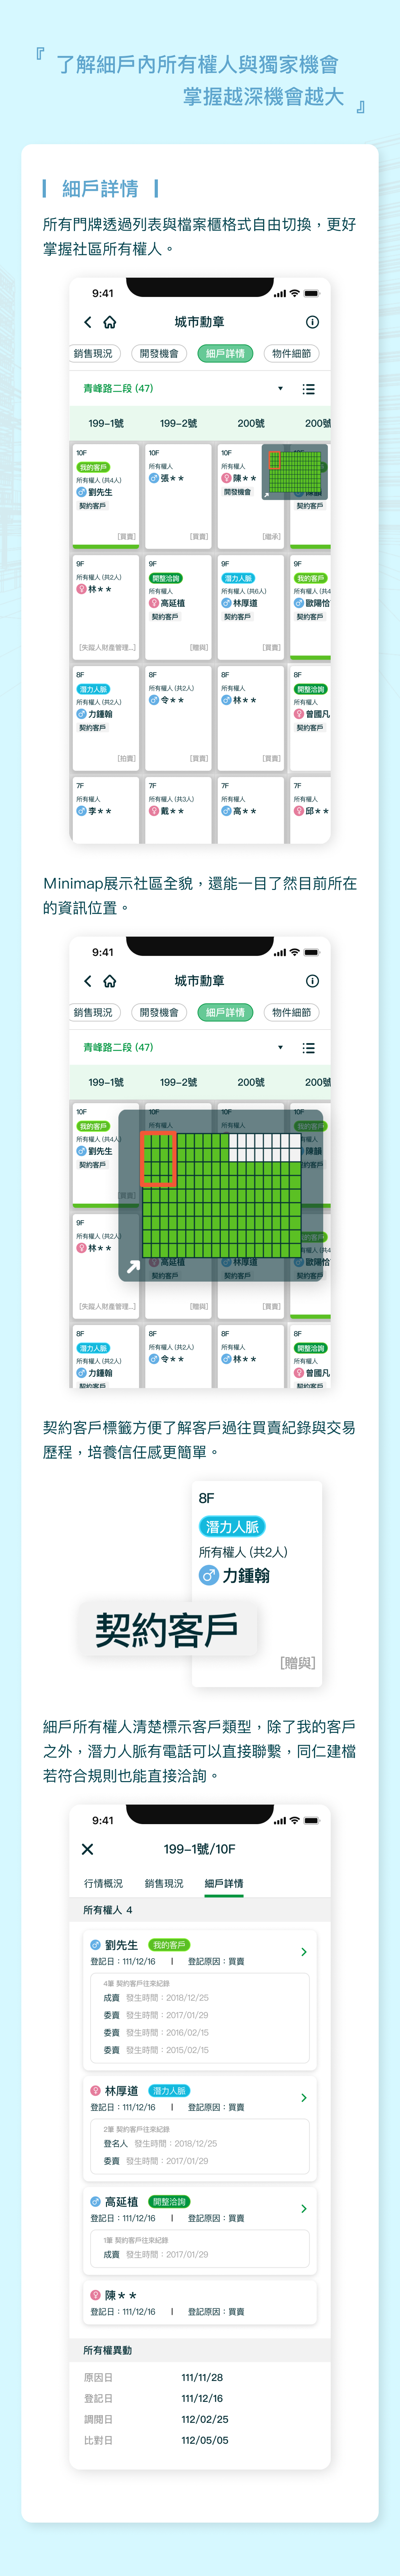 『 了解細戶內所有權人與獨家機會
掌握越深機會越大 』
細戶詳情
所有門牌透過列表與檔案櫃格式自由切換，更好
掌握社區所有權人。
9:41
城市勳章
銷售現況 開發機會 細戶詳情 物件細節
青峰路二段 (47)
199-1號 199-2號 200號 200號
10F 10F 10F
我的客戶 所有權人 所有權人
所有權人 (共4人) 張** 陳**
劉先生 開發機會
契約客戶 契約客戶
[買賣] [買賣] [繼承]
9F 9F 9F 9F
所有權人 (共2人) 開整洽詢 潛力人脈 我的客戶
林** 所有權人 所有權人 (共6人) 所有權人 (共4
高延植 林厚道 歐陽恰
契約客戶 契約客戶 契約客戶
[失蹤人財產管理...] [贈與] [買賣]
8F 8F 8F 8F
潛力人脈 所有權人 (共2人) 所有權人 開整洽詢
所有權人 (共2人) 令** 林** 所有權人
力鍾翰 曾國凡
契約客戶 契約客戶
[拍賣] [買賣] [買賣]
7F 7F 7F 7F
所有權人 所有權人 (共3人) 所有權人 所有權人
李** 戴** 高** 邱**
Minimap展示社區全貌，還能一目了然目前所在
的資訊位置。
9:41
城市勳章
銷售現況 開發機會 細戶詳情 物件細節
青峰路二段 (47)
199-1號 199-2號 200號 200號
10F 10F 10F 10F
我的客戶 所有權人 所有權人 我的客戶
所有權人 (共4人)
劉先生 陳韻
契約客戶 契約客戶
[買賣]
9F
所有權人 (共2人)
林** 高延植 林厚道 歐陽恰
契約客戶 契約客戶 契約客戶
[失蹤人財產管理...] [贈與] [買賣]
8F 8F 8F 8F
潛力人脈 所有權人 (共2人) 所有權人 開整洽詢
所有權人 (共2人) 令** 林** 所有權人
力鍾翰 曾國凡
契約客戶 契約客戶
契約客戶標籤方便了解客戶過往買賣紀錄與交易
歷程，培養信任感更簡單。
8F
潛力人脈
所有權人 (共2人)
力鍾翰
契約客戶
[贈與]
細戶所有權人清楚標示客戶類型，除了我的客戶
之外，潛力人脈有電話可以直接聯繫，同仁建檔
若符合規則也能直接洽詢。
9:41
199-1號/10F
行情概況 銷售現況 細戶詳情
所有權人 4
劉先生 我的客戶
登記日：111/12/16 | 登記原因：買賣
4筆 契約客戶往來紀錄
成賣 發生時間：2018/12/25
委賣 發生時間：2017/01/29
委賣 發生時間：2016/02/15
委賣 發生時間：2015/02/15
林厚道 潛力人脈
登記日：111/12/16 | 登記原因：買賣
2筆 契約客戶往來紀錄
登名人 發生時間：2018/12/25
委賣 發生時間：2017/01/29
高延植 開整洽詢
登記日：111/12/16 | 登記原因：買賣
1筆 契約客戶往來紀錄
成賣 發生時間：2017/01/29
陳**
登記日：111/12/16 | 登記原因：買賣
所有權異動
原因日 111/11/28
登記日 111/12/16
調閱日 112/02/25
比對日 112/05/05